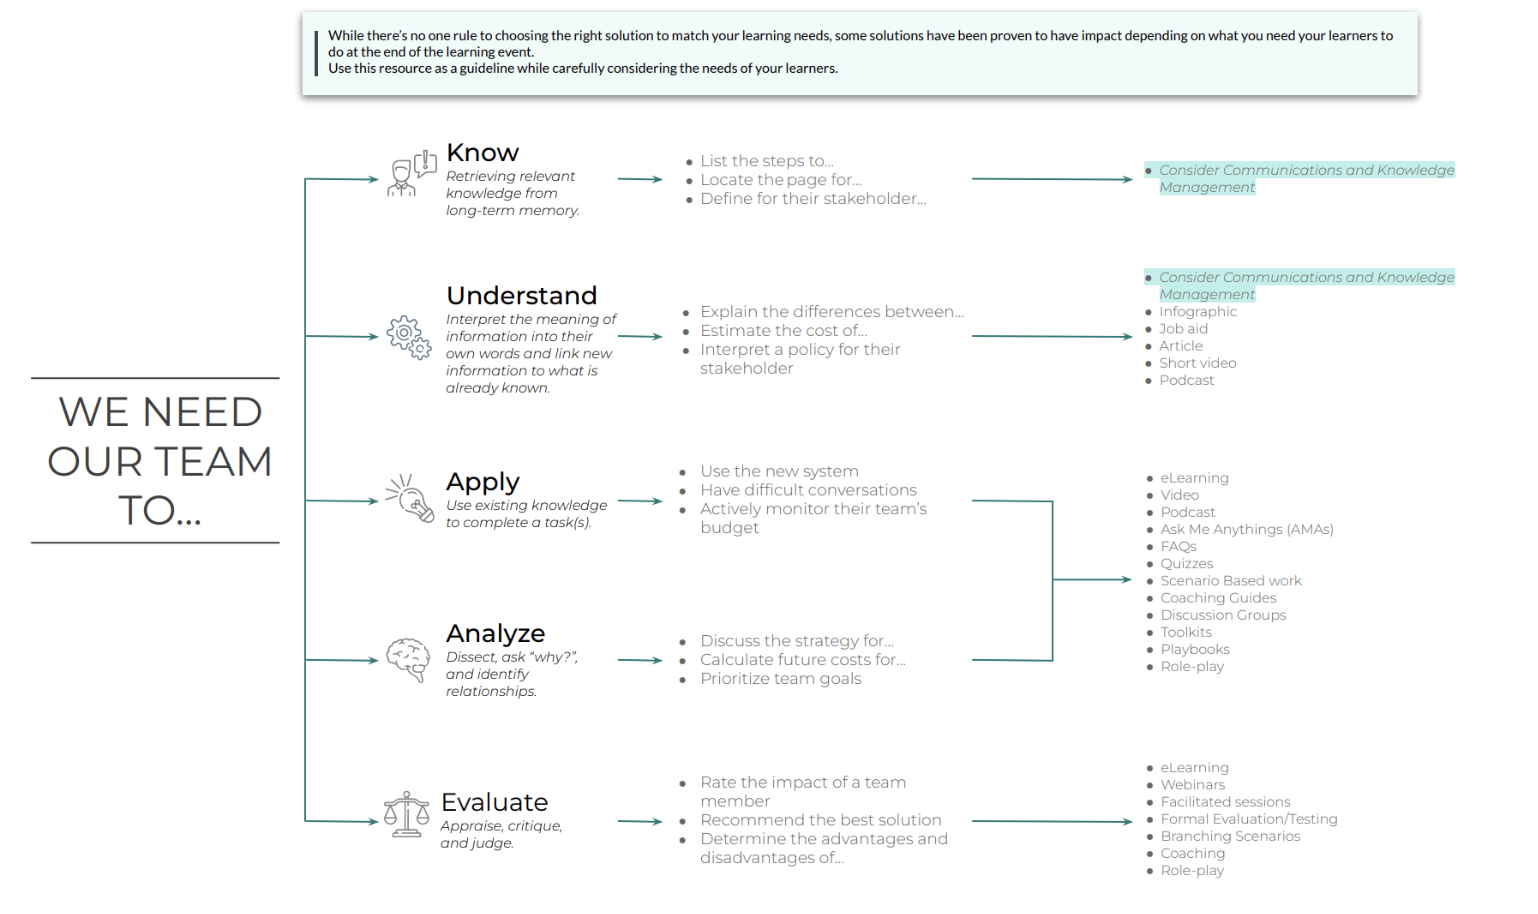 While there's no one rule to choosing the right solution to match your learning needs, some solutions have been proven to have impact depending on what you need your learners to
do at the end of the learning event.
Use this resource as a guideline while carefully considering the needs of your learners.
WE NEED
OUR TEAM
TO...
Know
Retrieving relevant
knowledge from
long-term memory.
• List the steps to...
• Locate the page for...
• Define for their stakeholder...
• Consider Communications and Knowledge
Management
Understand
Interpret the meaning of
information into their
own words and link new
information to what is
already known.
• Explain the differences between...
• Estimate the cost of...
• Interpret a policy for their
stakeholder
• Consider Communications and Knowledge
Management
• Infographic
• Job aid
• Article
• Short video
• Podcast
Apply
Use existing knowledge
to complete a task(s).
• Use the new system
• Have difficult conversations
• Actively monitor their team's
budget
Analyze
Dissect, ask “why?”,
and identify
relationships.
• Discuss the strategy for...
• Calculate future costs for...
• Prioritize team goals
• eLearning
• Video
• Podcast
• Ask Me Anythings (AMAs)
• FAQs
• Quizzes
• Scenario Based work
• Coaching Guides
• Discussion Groups
• Toolkits
• Playbooks
• Role-play
Evaluate
Appraise, critique,
and judge.
• Rate the impact of a team
member
• Recommend the best solution
• Determine the advantages and
disadvantages of...
• eLearning
• Webinars
• Facilitated sessions
• Formal Evaluation/Testing
• Branching Scenarios
• Coaching
• Role-play